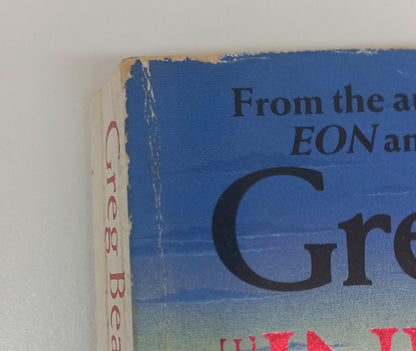 From the au
EON an
Gre
Greg Bea